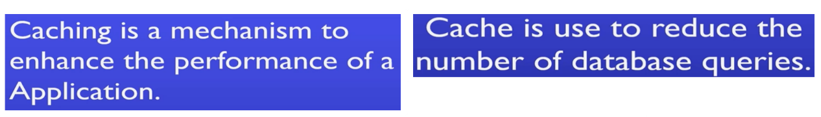 Caching is a mechanism to
enhance the performance of a
Application.
Cache is use to reduce the
number of database queries.